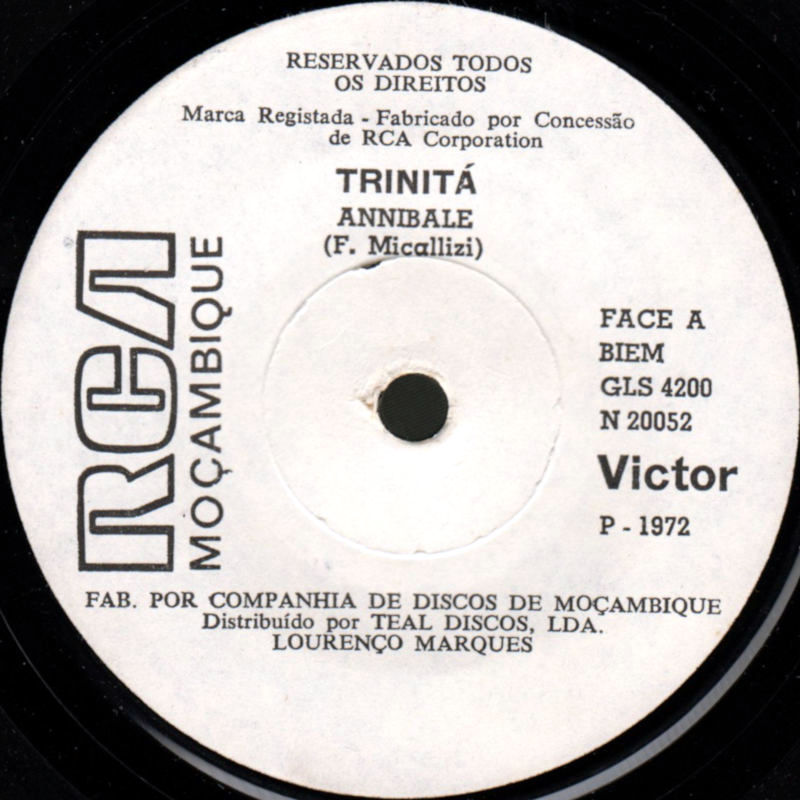 RESERVADOS TODOS
OS DIREITOS
Marca Registada - Fabricado por Concessão
de RCA Corporation
TRINITÁ
ANNIBALE
(F. Micallizi)
RCA
MOÇAMBIQUE
FACE A
BIEM
GLS 4200
N 20052
Victor
P - 1972
FAB. POR COMPANHIA DE DISCOS DE MOÇAMBIQUE
Distribuído por TEAL DISCOS, LDA.
LOURENÇO MARQUES